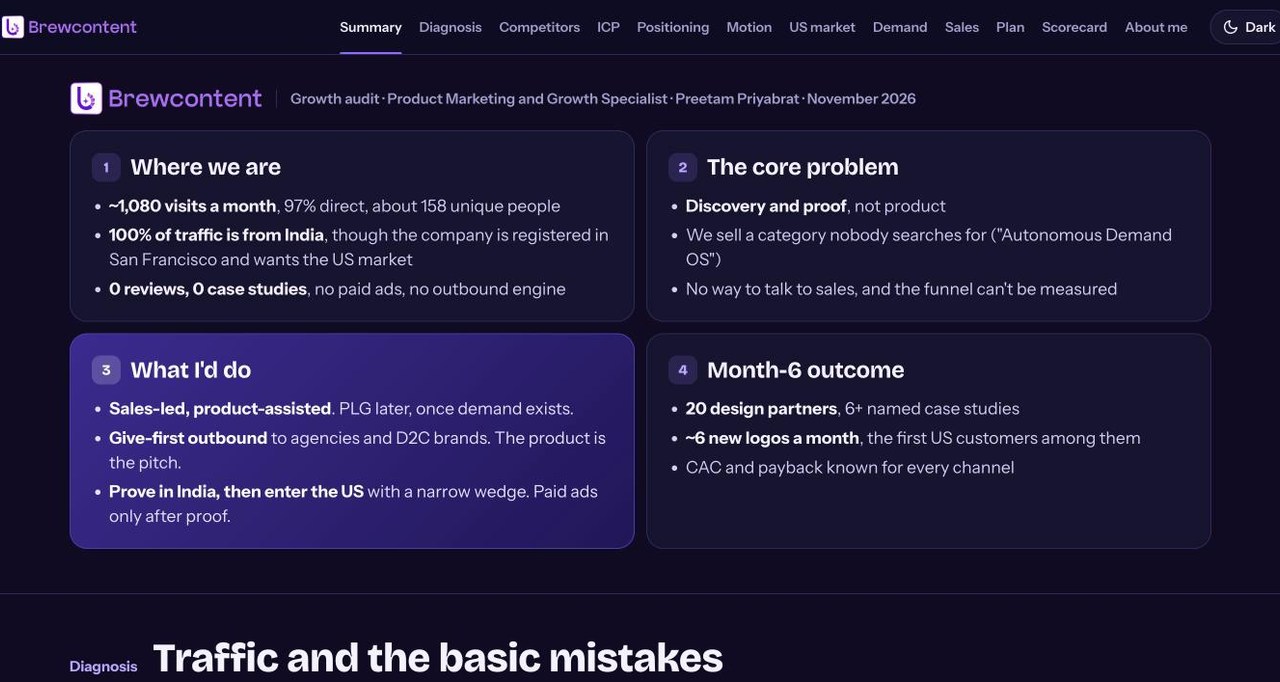 Brewcontent
Summary Diagnosis Competitors ICP Positioning Motion US market Demand Sales Plan Scorecard About me Dark
Brewcontent
Growth audit · Product Marketing and Growth Specialist · Preetam Priyabrat · November 2026
1 Where we are
• ~1,080 visits a month, 97% direct, about 158 unique people
• 100% of traffic is from India, though the company is registered in
San Francisco and wants the US market
• 0 reviews, 0 case studies, no paid ads, no outbound engine
2 The core problem
• Discovery and proof, not product
• We sell a category nobody searches for ("Autonomous Demand
OS")
• No way to talk to sales, and the funnel can't be measured
3 What I'd do
• Sales-led, product-assisted. PLG later, once demand exists.
• Give-first outbound to agencies and D2C brands. The product is
the pitch.
• Prove in India, then enter the US with a narrow wedge. Paid ads
only after proof.
4 Month-6 outcome
• 20 design partners, 6+ named case studies
• ~6 new logos a month, the first US customers among them
• CAC and payback known for every channel
Diagnosis Traffic and the basic mistakes